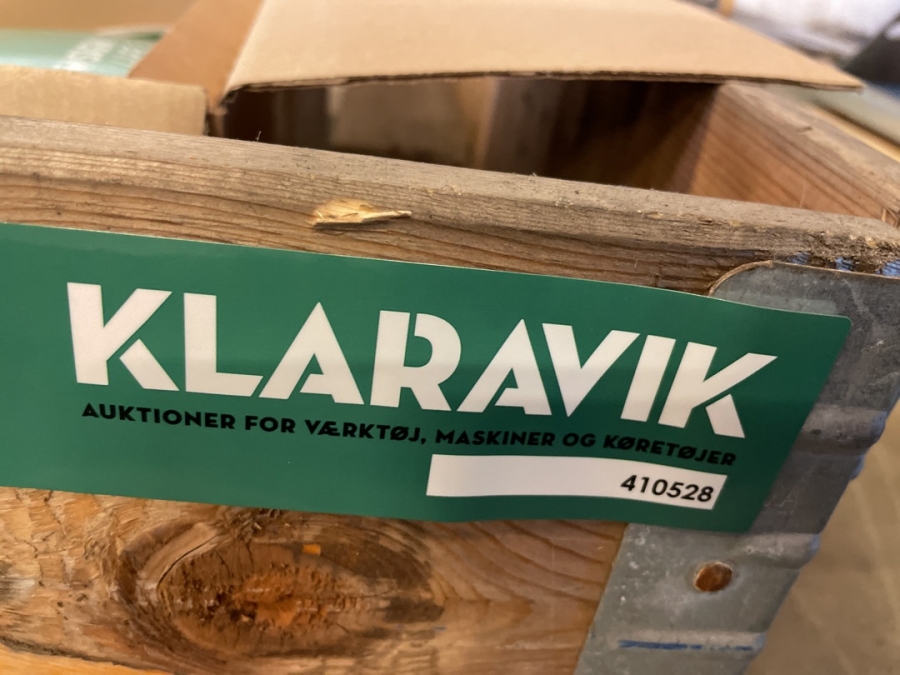 KLARAVIK
AUKTIONER FOR VÆRKTØJ, MASKINER OG KØRETØJER
410528